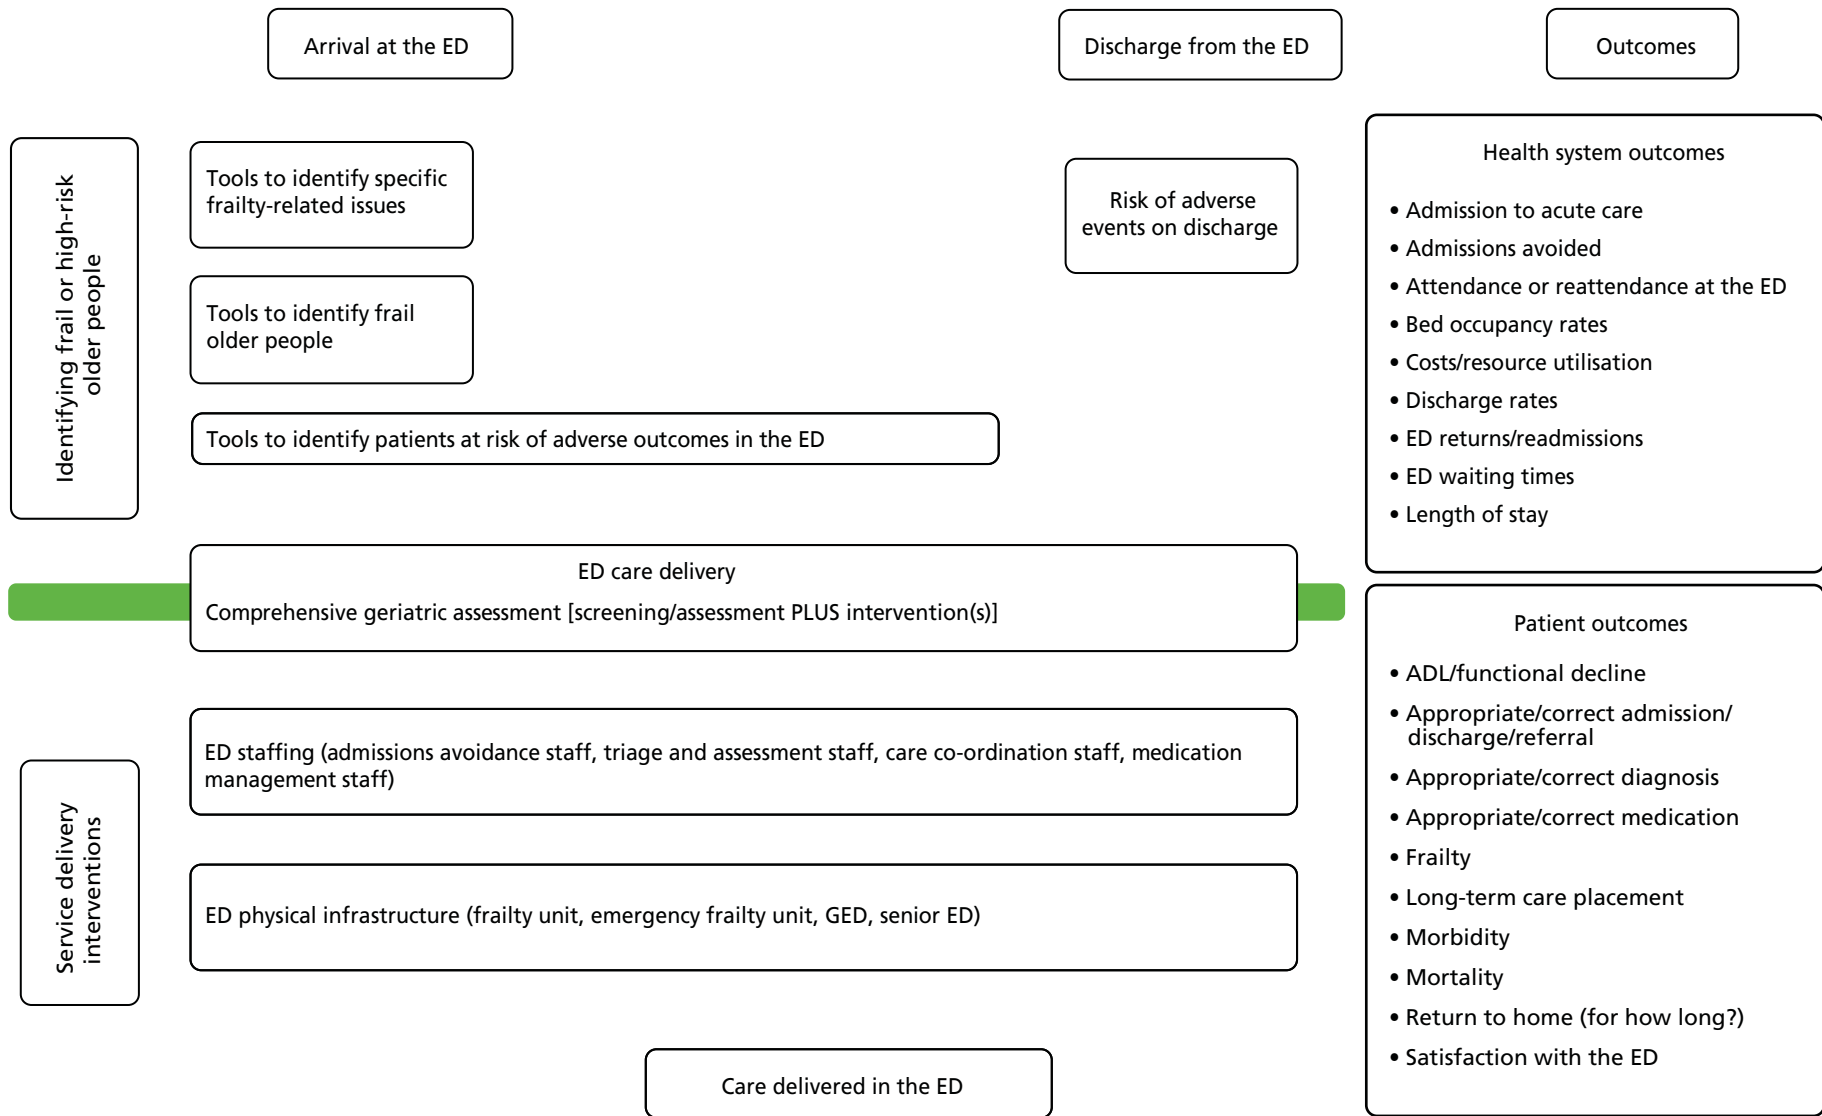 Arrival at the ED
Discharge from the ED
Outcomes
Identifying frail or high-risk
older people
Tools to identify specific
frailty-related issues
Tools to identify frail
older people
Tools to identify patients at risk of adverse outcomes in the ED
Risk of adverse
events on discharge
ED care delivery
Comprehensive geriatric assessment [screening/assessment PLUS intervention(s)]
Service delivery
interventions
ED staffing (admissions avoidance staff, triage and assessment staff, care co-ordination staff, medication
management staff)
ED physical infrastructure (frailty unit, emergency frailty unit, GED, senior ED)
Care delivered in the ED
Health system outcomes
• Admission to acute care
• Admissions avoided
• Attendance or reattendance at the ED
• Bed occupancy rates
• Costs/resource utilisation
• Discharge rates
• ED returns/readmissions
• ED waiting times
• Length of stay
Patient outcomes
• ADL/functional decline
• Appropriate/correct admission/
discharge/referral
• Appropriate/correct diagnosis
• Appropriate/correct medication
• Frailty
• Long-term care placement
• Morbidity
• Mortality
• Return to home (for how long?)
• Satisfaction with the ED